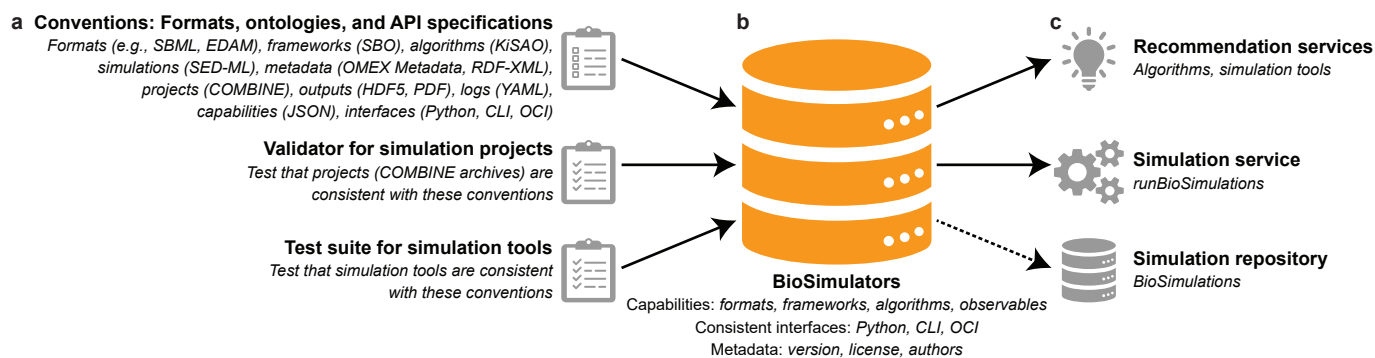 a Conventions: Formats, ontologies, and API specifications
Formats (e.g., SBML, EDAM), frameworks (SBO), algorithms (KiSAO),
simulations (SED-ML), metadata (OMEX Metadata, RDF-XML),
projects (COMBINE), outputs (HDF5, PDF), logs (YAML),
capabilities (JSON), interfaces (Python, CLI, OCI)
Validator for simulation projects
Test that projects (COMBINE archives) are
consistent with these conventions
Test suite for simulation tools
Test that simulation tools are consistent
with these conventions
b
BioSimulators
Capabilities: formats, frameworks, algorithms, observables
Consistent interfaces: Python, CLI, OCI
Metadata: version, license, authors
c
Recommendation services
Algorithms, simulation tools
Simulation service
runBioSimulations
Simulation repository
BioSimulations